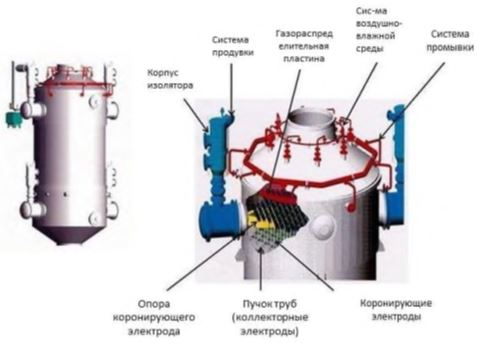 Сис-ма
воздушно-
влажной
среды
Газораспред
елительная
пластина
Система
продувки
Система
промывки
Корпус
изолятора
Опора
коронирующего
электрода
Пучок труб
(коллекторные
электроды)
Коронирующие
электроды